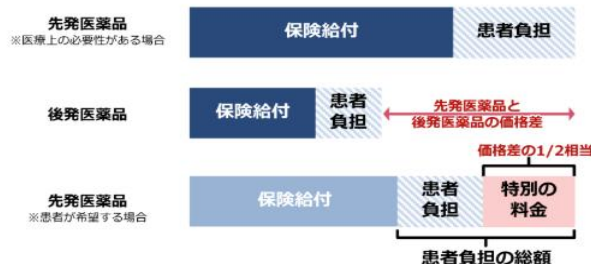 先発医薬品
※医療上の必要性がある場合
保険給付
患者負担
後発医薬品
保険給付
患者
負担
先発医薬品と
後発医薬品の価格差
価格差の1/2相当
先発医薬品
※患者が希望する場合
保険給付
患者
負担
特別の
料金
患者負担の総額